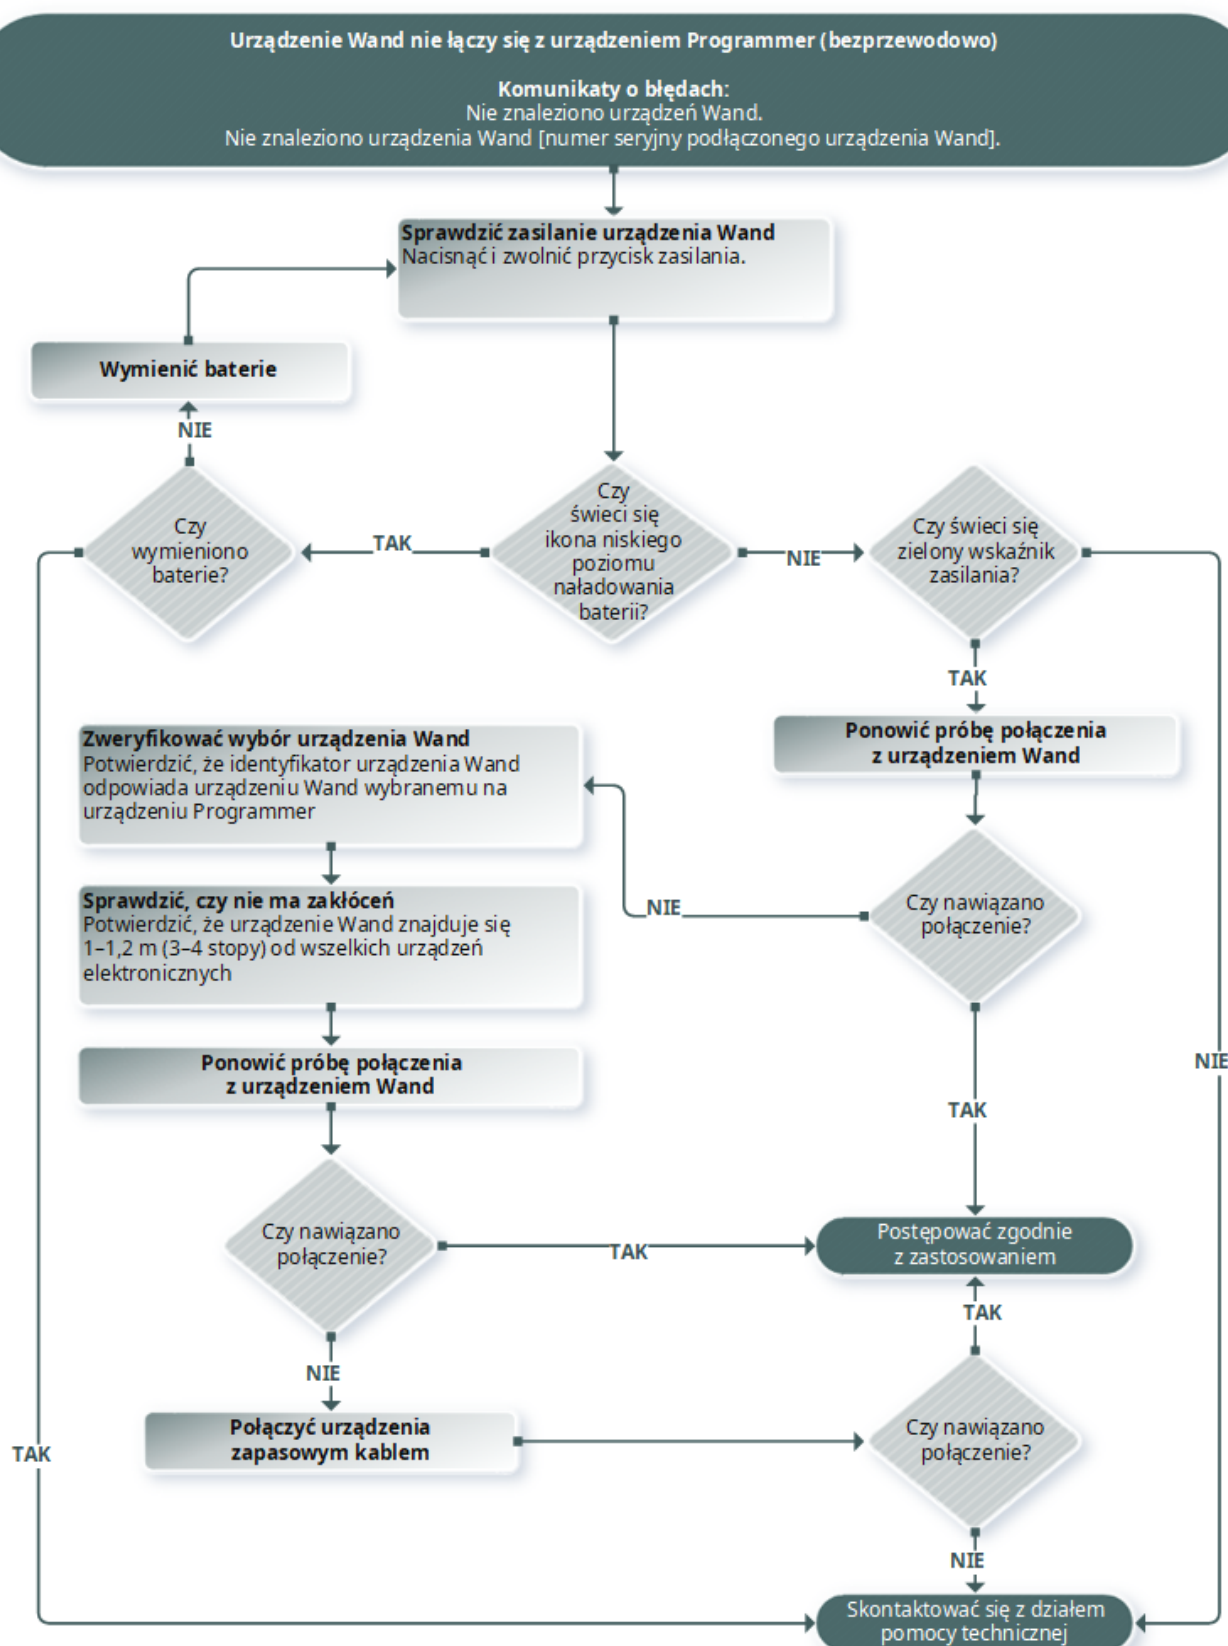 Urządzenie Wand nie łączy się z urządzeniem Programmer (bezprzewodowo)
Komunikaty o błędach:
Nie znaleziono urządzeń Wand.
Nie znaleziono urządzenia Wand [numer seryjny podłączonego urządzenia Wand].
Sprawdzić zasilanie urządzenia Wand
Nacisnąć i zwolnić przycisk zasilania.
Wymienić baterie
NIE
Czy
wymieniono
baterie?
TAK
Czy
świeci się
ikona niskiego
poziomu
naładowania
baterii?
NIE
Czy świeci się
zielony wskaźnik
zasilania?
TAK
Ponowić próbę połączenia
z urządzeniem Wand
Zweryfikować wybór urządzenia Wand
Potwierdzić, że identyfikator urządzenia Wand
odpowiada urządzeniu Wand wybranemu na
urządzeniu Programmer
NIE
Czy nawiązano
połączenie?
Sprawdzić, czy nie ma zakłóceń
Potwierdzić, że urządzenie Wand znajduje się
1–1,2 m (3–4 stopy) od wszelkich urządzeń
elektronicznych
Ponowić próbę połączenia
z urządzeniem Wand
NIE
TAK
Czy nawiązano
połączenie?
TAK
Postępować zgodnie
z zastosowaniem
TAK
NIE
Połączyć urządzenia
zapasowym kablem
Czy nawiązano
połączenie?
TAK
NIE
Skontaktować się z działem
pomocy technicznej